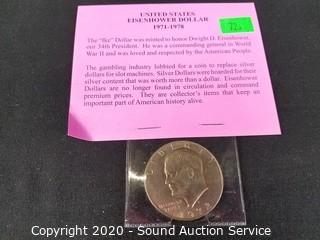 UNITED STATES
EISENHOWER DOLLAR
1971-1978
The "Ike" Dollar was minted to honor Dwight D. Eisenhower,
our 34th President. He was a commanding general in World
War II and was loved and respected by the American People.
The gambling industry lobbied for a coin to replace silver
dollars for slot machines. Silver Dollars were hoarded for their
silver content that was worth more than a dollar. Eisenhower
Dollars are no longer found in circulation and command
premium prices. They are collector's items that keep an
important part of American history alive.
LIBERTY
Copyright © 2020 - Sound Auction Service